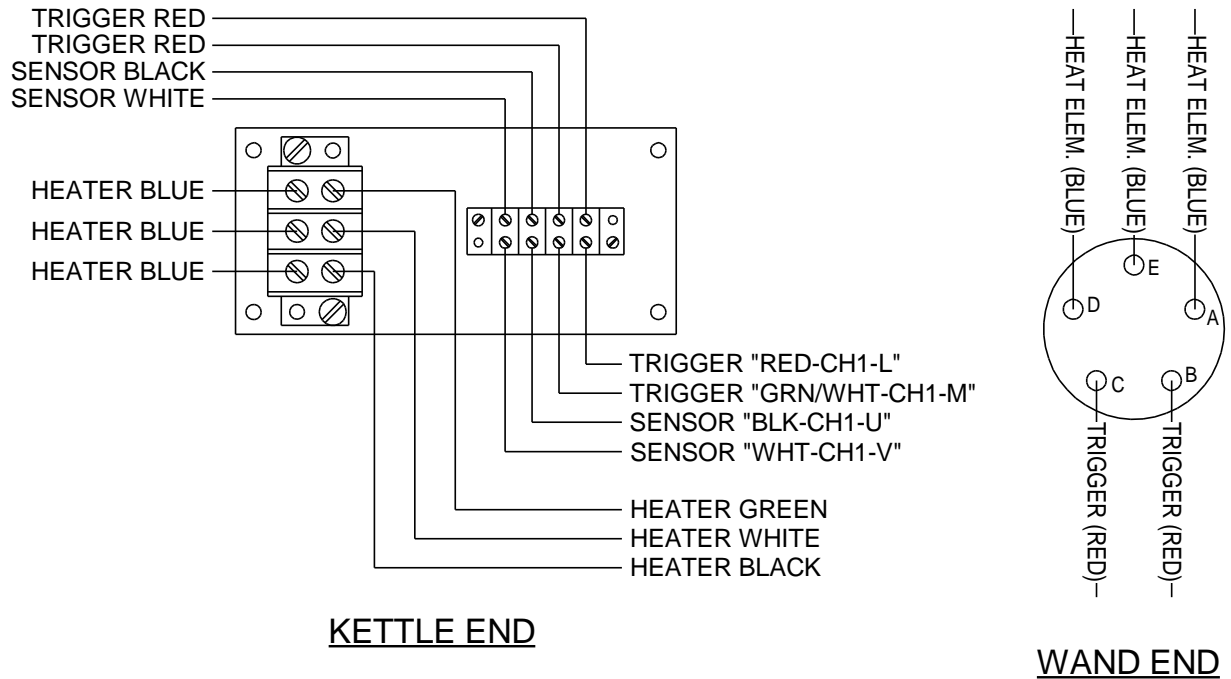 TRIGGER RED
TRIGGER RED
SENSOR BLACK
SENSOR WHITE
HEATER BLUE
HEATER BLUE
HEATER BLUE
TRIGGER "RED-CH1-L"
TRIGGER "GRN/WHT-CH1-M"
SENSOR "BLK-CH1-U"
SENSOR "WHT-CH1-V"
HEATER GREEN
HEATER WHITE
HEATER BLACK
KETTLE END
HEAT ELEM. (BLUE)
HEAT ELEM. (BLUE)
HEAT ELEM. (BLUE)
E
D
A
C
B
TRIGGER (RED)
TRIGGER (RED)
WAND END